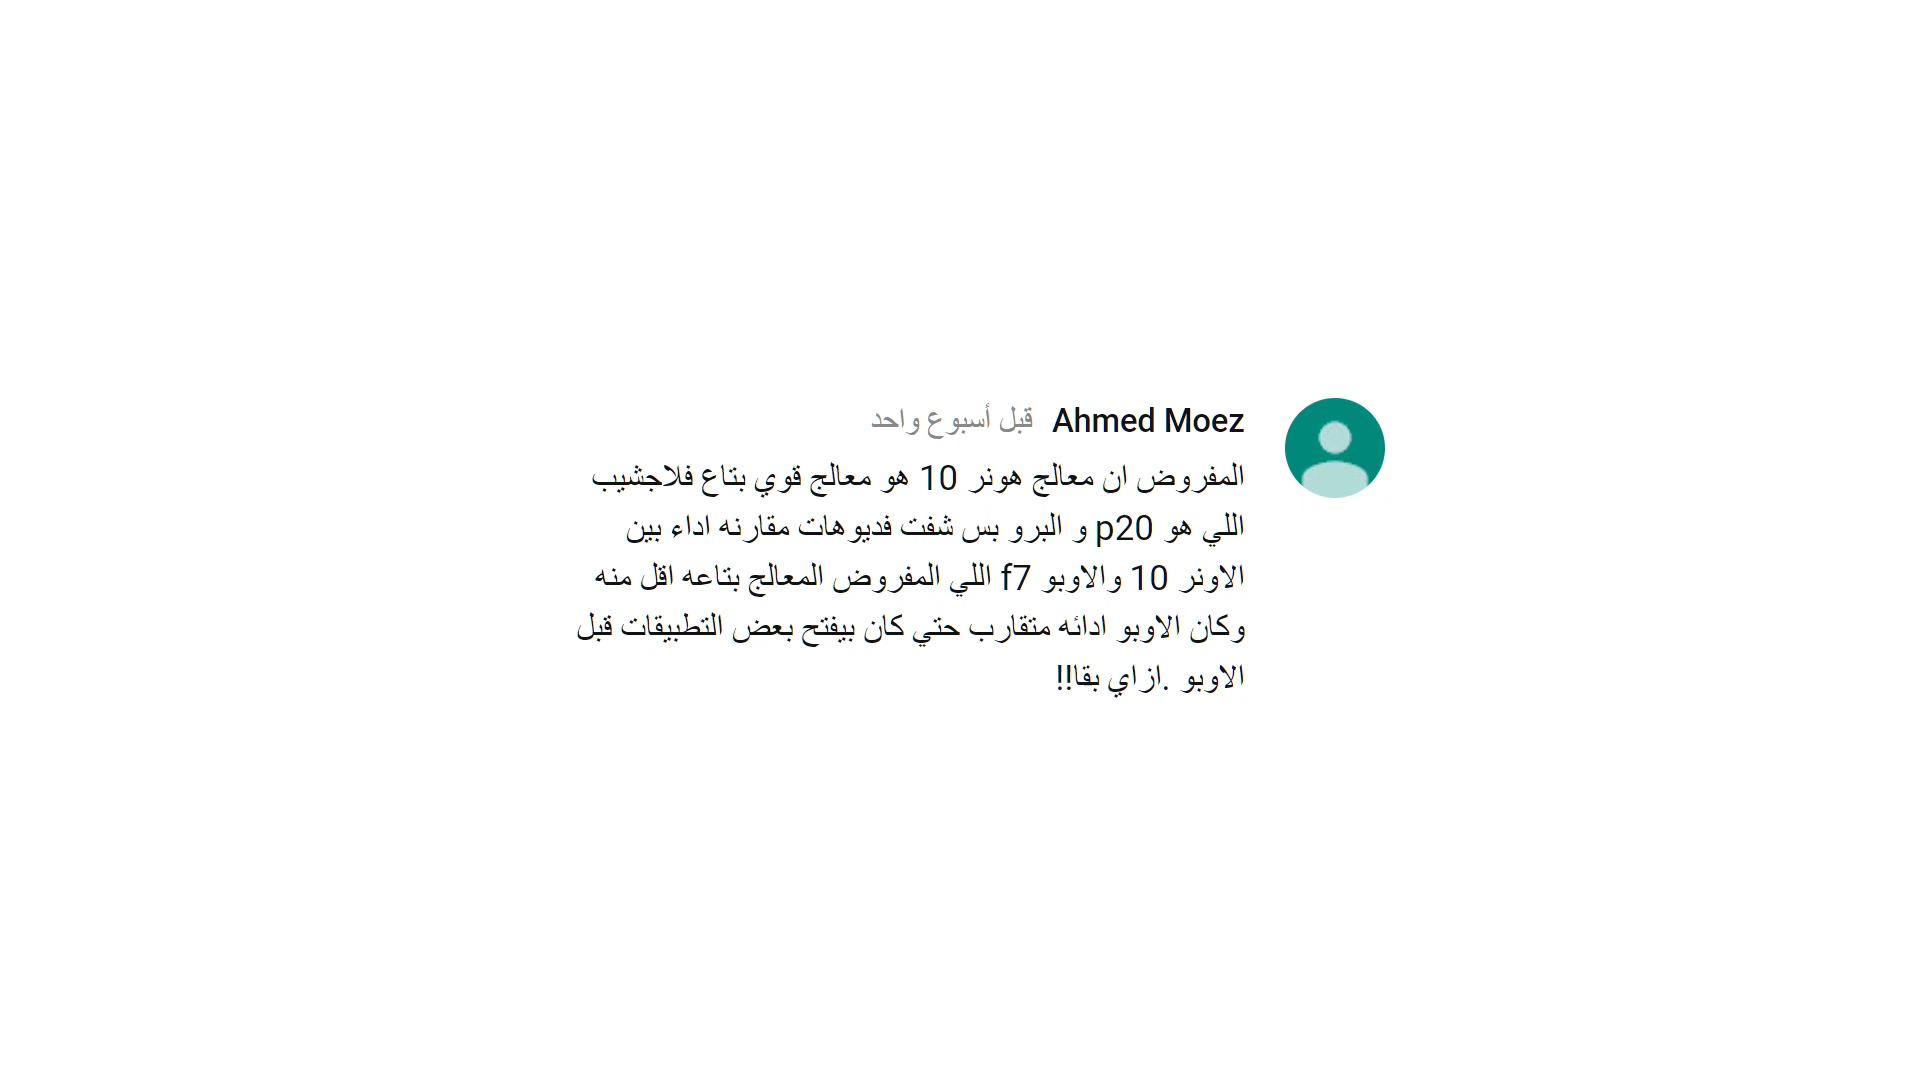 Ahmed Moez قبل أسبوع واحد
المفروض ان معالج هونر 10 هو معالج قوي بتاع فلاجشيب
اللي هو p20 و البرو بس شفت فديوهات مقارنه اداء بين
الاونر 10 والاوبو f7 اللي المفروض المعالج بتاعه اقل منه
وكان الاوبو ادائه متقارب حتي كان بيفتح بعض التطبيقات قبل
الاوبو .ازاي بقا!!